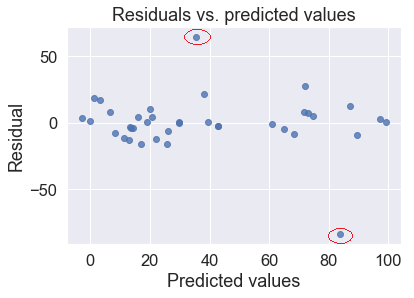 Residuals vs. predicted values
Residual
50
0
−50
0 20 40 60 80 100
Predicted values